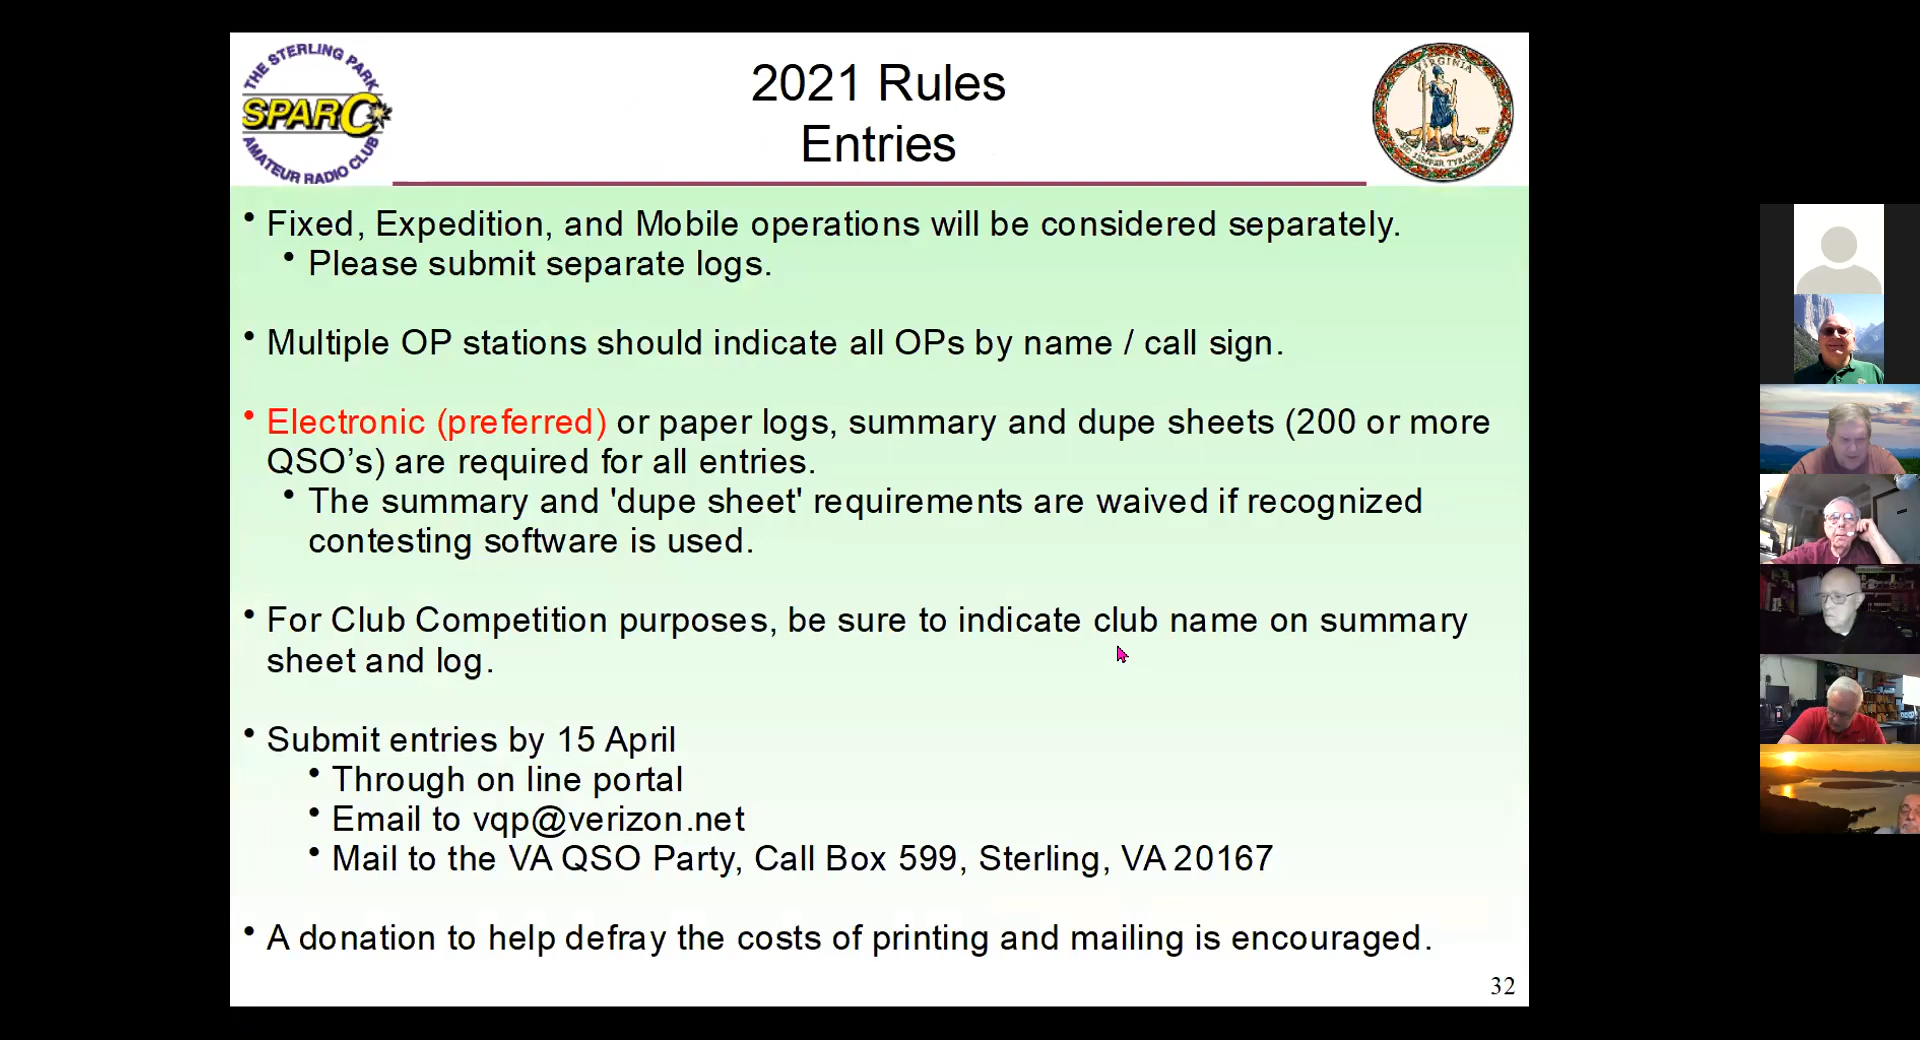 THE STERLING PARK
SPARC
AMATEUR RADIO CLUB
2021 Rules
Entries
VIRGINIA
SIC SEMPER TYRANNIS
• Fixed, Expedition, and Mobile operations will be considered separately.
• Please submit separate logs.
• Multiple OP stations should indicate all OPs by name / call sign.
• Electronic (preferred) or paper logs, summary and dupe sheets (200 or more
QSO’s) are required for all entries.
• The summary and 'dupe sheet' requirements are waived if recognized
contesting software is used.
• For Club Competition purposes, be sure to indicate club name on summary
sheet and log.
• Submit entries by 15 April
• Through on line portal
• Email to vqp@verizon.net
• Mail to the VA QSO Party, Call Box 599, Sterling, VA 20167
• A donation to help defray the costs of printing and mailing is encouraged.
32